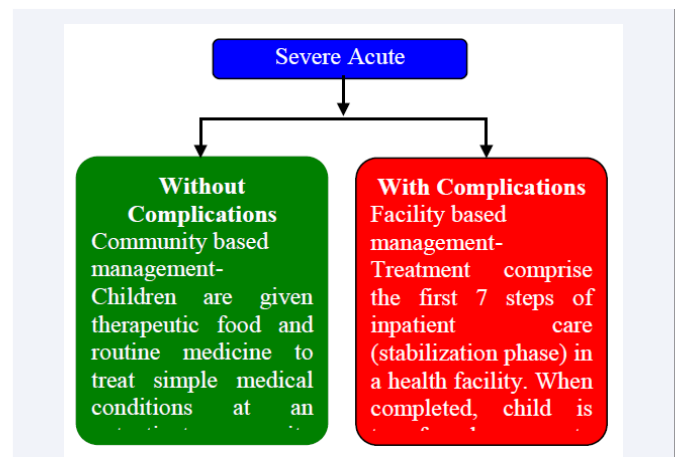 Severe Acute
Without
Complications
Community based
management-
Children are given
therapeutic food and
routine medicine to
treat simple medical
conditions at an
With Complications
Facility based
management-
Treatment comprise
the first 7 steps of
inpatient care
(stabilization phase) in
a health facility. When
completed, child is